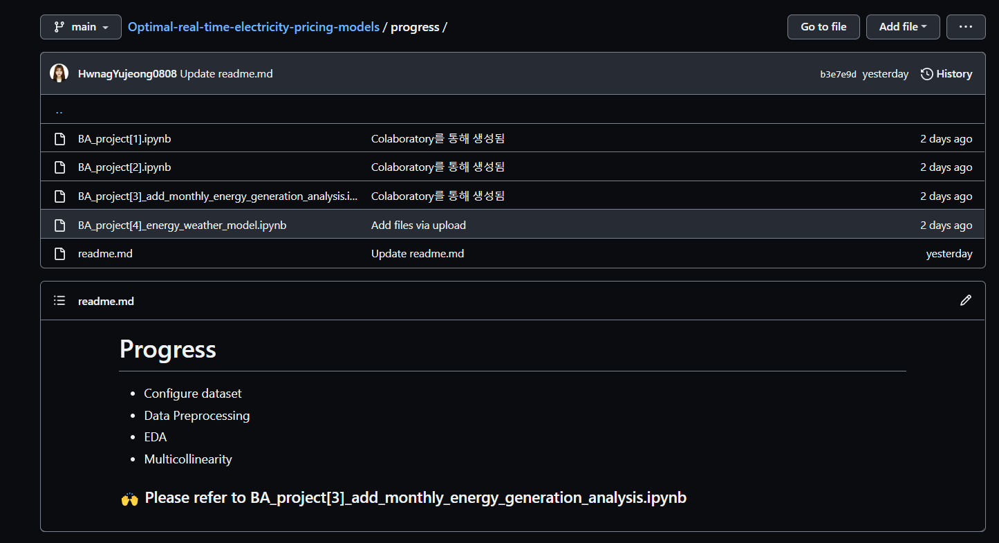 main Optimal-real-time-electricity-pricing-models / progress / Go to file Add file ...
HwnagYujeong0808 Update readme.md b3e7e9d yesterday History
..
BA_project[1].ipynb Colaboratory를 통해 생성됨 2 days ago
BA_project[2].ipynb Colaboratory를 통해 생성됨 2 days ago
BA_project[3]_add_monthly_energy_generation_analysis.i... Colaboratory를 통해 생성됨 2 days ago
BA_project[4]_energy_weather_model.ipynb Add files via upload 2 days ago
readme.md Update readme.md yesterday
readme.md
Progress
• Configure dataset
• Data Preprocessing
• EDA
• Multicollinearity
🙌 Please refer to BA_project[3]_add_monthly_energy_generation_analysis.ipynb